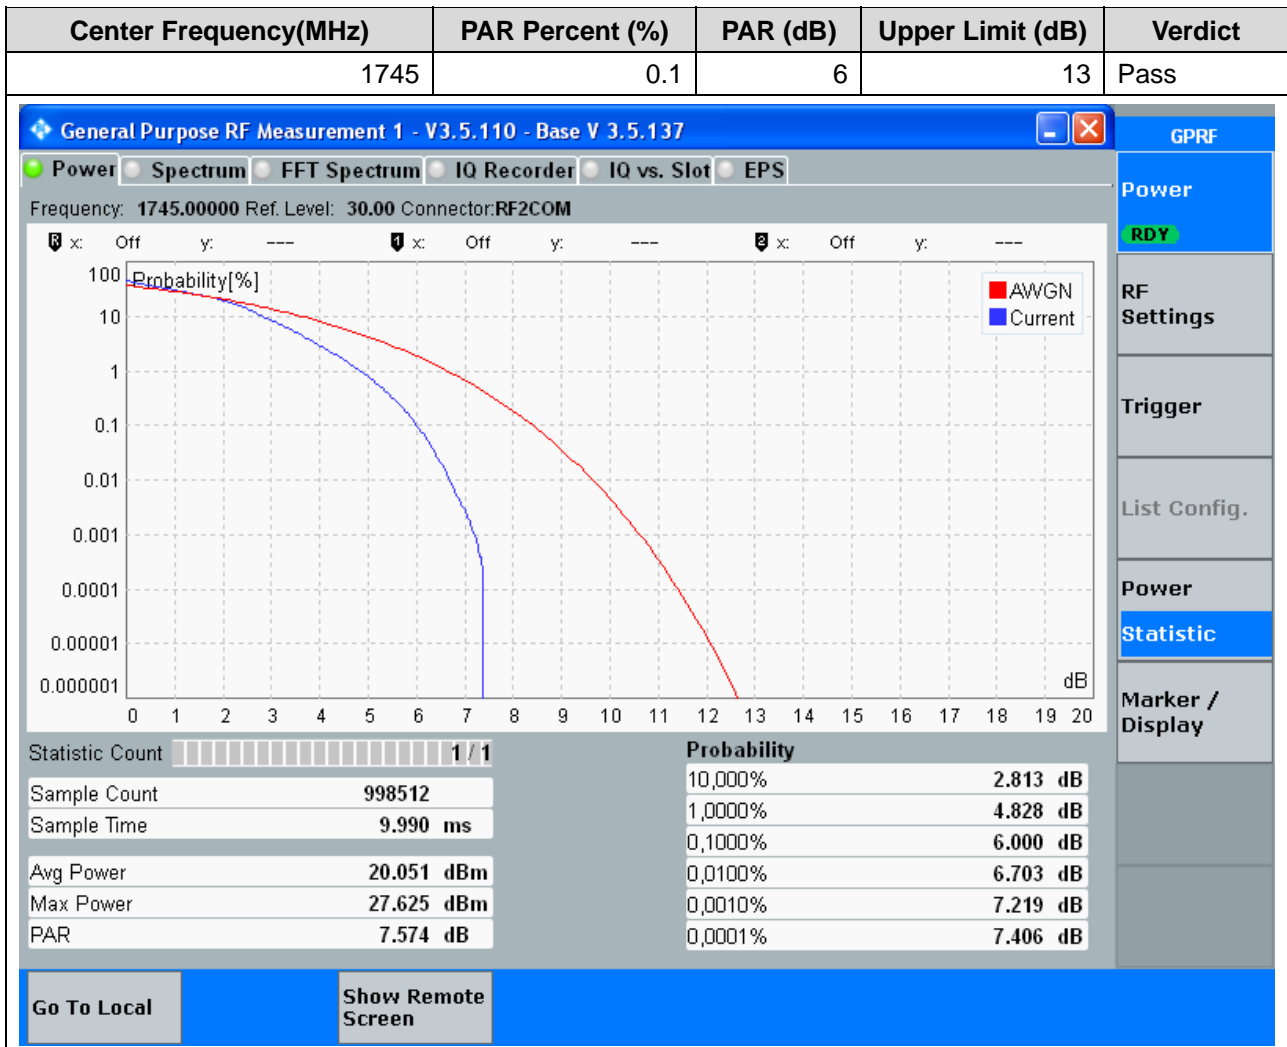 Center Frequency(MHz) PAR Percent (%) PAR (dB) Upper Limit (dB) Verdict
1745 0.1 6 13 Pass
General Purpose RF Measurement 1 - V3.5.110 - Base V 3.5.137
GPRF
Power Spectrum FFT Spectrum IQ Recorder IQ vs. Slot EPS
Power
RDY
Frequency: 1745.00000 Ref. Level: 30.00 Connector:RF2COM
R x: Off y: --- 1 x: Off y: --- 2 x: Off y: ---
Probability[%]
AWGN
Current
100
10
1
0.1
0.01
0.001
0.0001
0.00001
0.000001
dB
0 1 2 3 4 5 6 7 8 9 10 11 12 13 14 15 16 17 18 19 20
RF
Settings
Trigger
List Config.
Power
Statistic
Marker /
Display
Statistic Count 1 / 1
Sample Count 998512
Sample Time 9.990 ms
Avg Power 20.051 dBm
Max Power 27.625 dBm
PAR 7.574 dB
Probability
10,000% 2.813 dB
1,0000% 4.828 dB
0,1000% 6.000 dB
0,0100% 6.703 dB
0,0010% 7.219 dB
0,0001% 7.406 dB
Go To Local
Show Remote
Screen